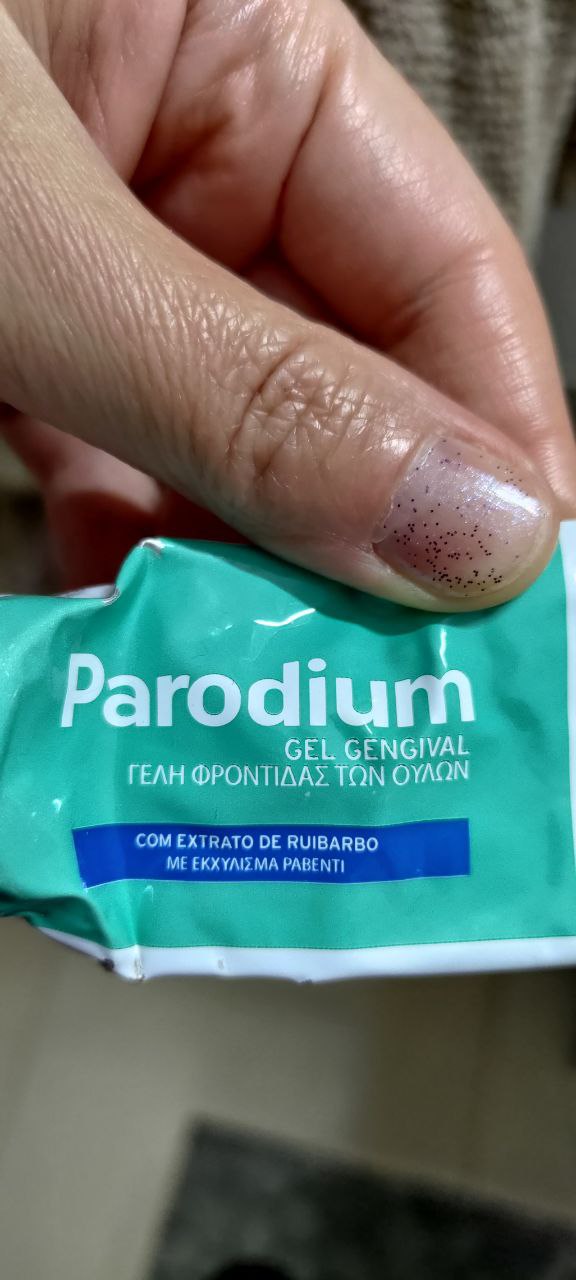 Parodium
GEL GENGIVAL
ΓΕΛΗ ΦΡΟΝΤΙΔΑΣ ΤΩΝ ΟΥΛΩΝ
COM EXTRATO DE RUIBARBO
ΜΕ ΕΚΧΥΛΙΣΜΑ ΡΑΒΕΝΤΙ